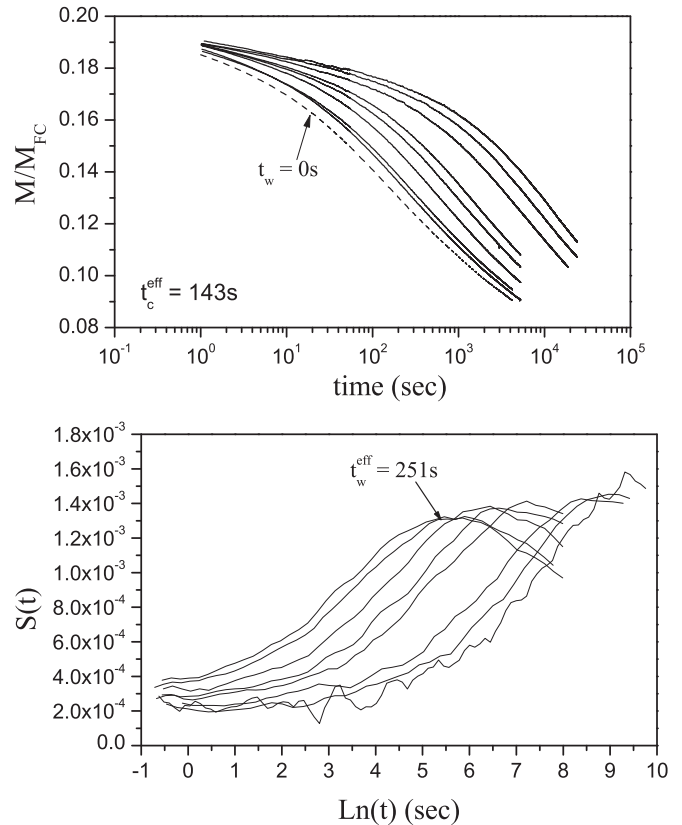 0.20
0.18
0.16
0.14
0.12
0.10
0.08
M/M_FC
t_w = 0s
t_c^eff = 143s
10^-1 10^0 10^1 10^2 10^3 10^4 10^5
time (sec)
1.8x10^-3
1.6x10^-3
1.4x10^-3
1.2x10^-3
1.0x10^-3
8.0x10^-4
6.0x10^-4
4.0x10^-4
2.0x10^-4
0.0
S(t)
t_w^eff = 251s
-1 0 1 2 3 4 5 6 7 8 9 10
Ln(t) (sec)